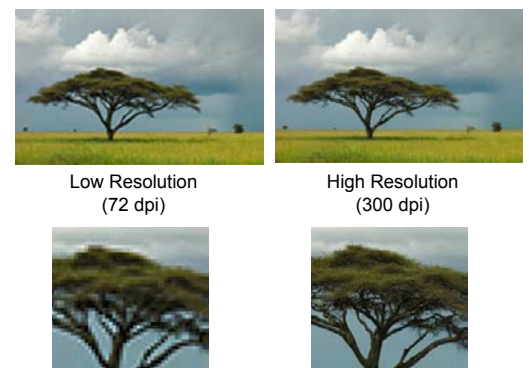 Low Resolution
(72 dpi)
High Resolution
(300 dpi)